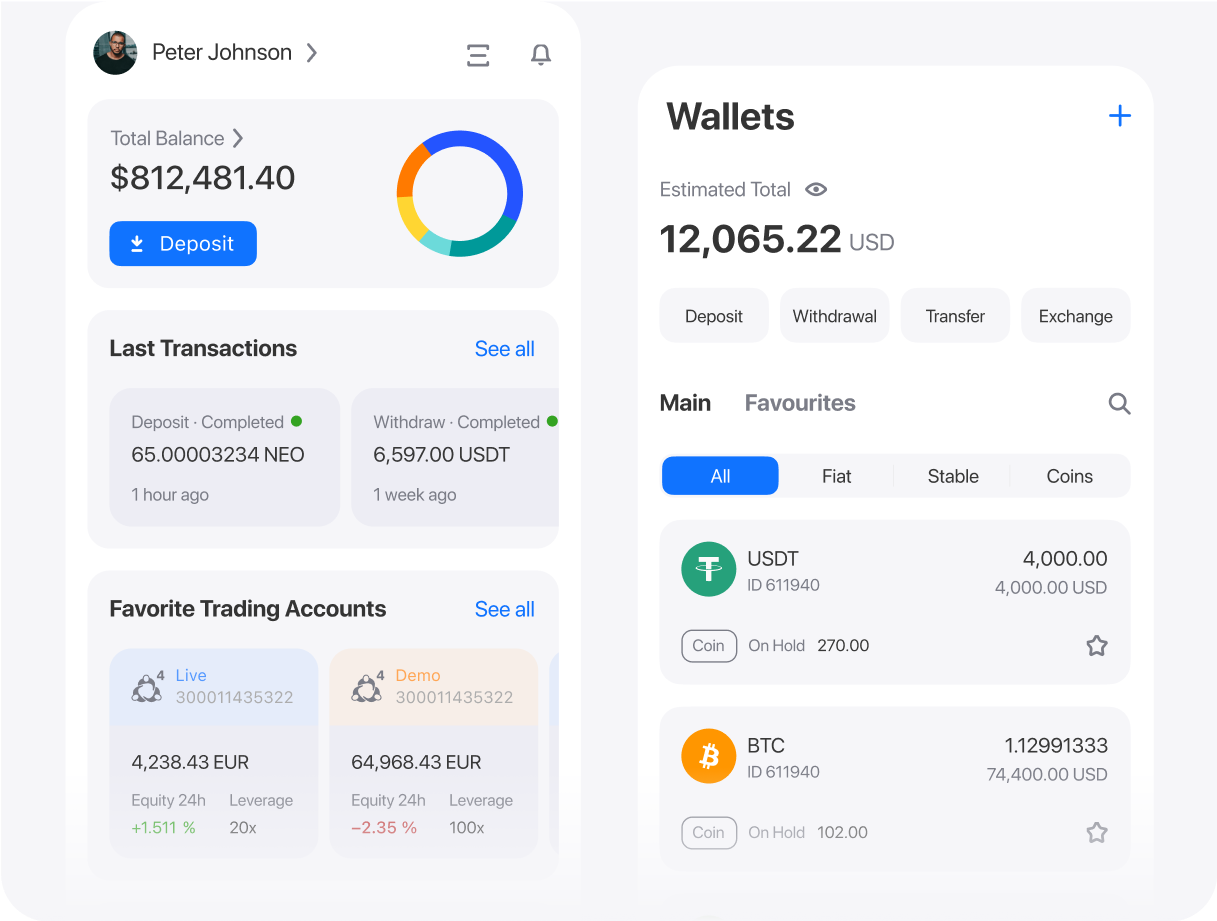 Peter Johnson
Total Balance
$812,481.40
Deposit
Last Transactions
See all
Deposit · Completed
65.00003234 NEO
1 hour ago
Withdraw · Completed
6,597.00 USDT
1 week ago
Favorite Trading Accounts
See all
4
Live
300011435322
4,238.43 EUR
Equity 24h
Leverage
+1.511 %
20x
4
Demo
300011435322
64,968.43 EUR
Equity 24h
Leverage
−2.35 %
100x
Wallets
Estimated Total
12,065.22 USD
Deposit
Withdrawal
Transfer
Exchange
Main
Favourites
All
Fiat
Stable
Coins
USDT
4,000.00
ID 611940
4,000.00 USD
Coin
On Hold 270.00
BTC
1.12991333
ID 611940
74,400.00 USD
Coin
On Hold 102.00